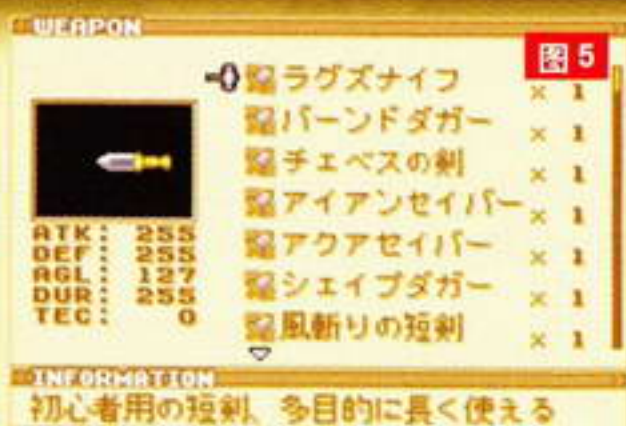 WEAPON
图 5
ラグズナイフ × 1
バーンドダガー × 1
チェベスの剣 × 1
アイアンセイバー × 1
アクアセイバー × 1
シェイプダガー × 1
風斬りの短剣 × 1
ATK: 255
DEF: 255
AGL: 127
DUR: 255
TEC: 0
INFORMATION
初心者用の短剣、多目的に長く使える